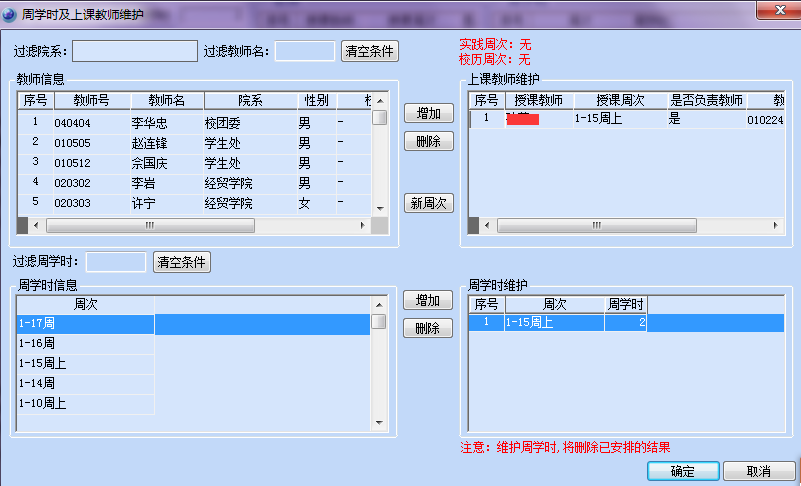 周学时及上课教师维护
过滤院系: 过滤教师名: 清空条件
实践周次: 无
校历周次: 无
教师信息
序号 教师号 教师名 院系 性别
1 040404 李华忠 校团委 男 -
2 010505 赵连锋 学生处 男 -
3 010512 佘国庆 学生处 男 -
4 020302 李岩 经贸学院 男 -
5 020303 许宁 经贸学院 女 -
增加
删除
新周次
上课教师维护
序号 授课教师 授课周次 是否负责教师 教
1 1-15周上 是 010224
过滤周学时: 清空条件
周学时信息
周次
1-17周
1-16周
1-15周上
1-14周
1-10周上
增加
删除
周学时维护
序号 周次 周学时
1 1-15周上 2
注意: 维护周学时,将删除已安排的结果
确定 取消